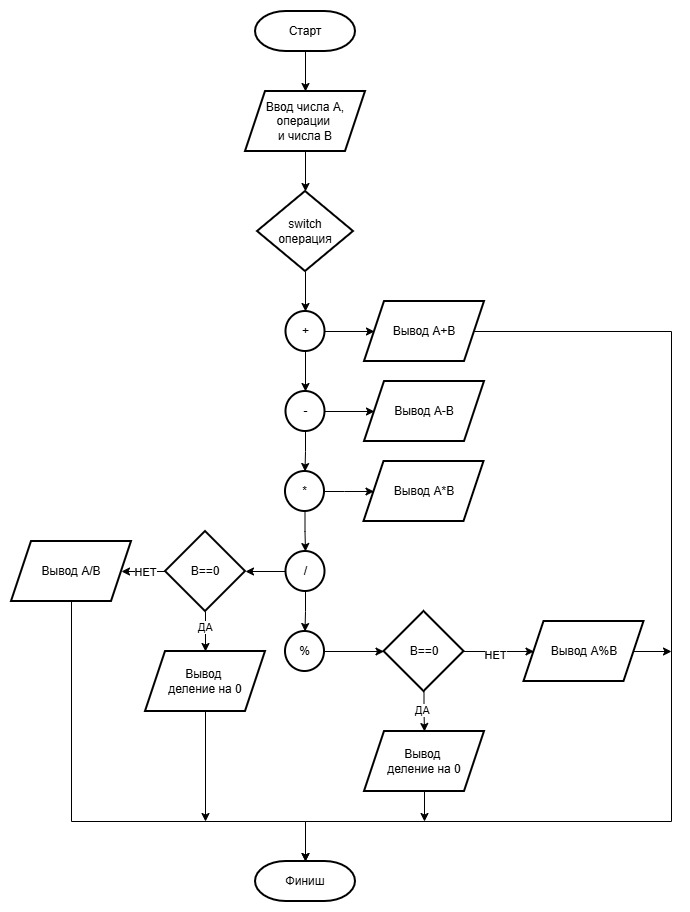 Старт
Ввод числа A,
операции
и числа B
switch
операция
+
Вывод A+B
-
Вывод A-B
*
Вывод A*B
Вывод A/B
НЕТ
B==0
/
ДА
Вывод
деление на 0
%
B==0
НЕТ
Вывод A%B
ДА
Вывод
деление на 0
Финиш